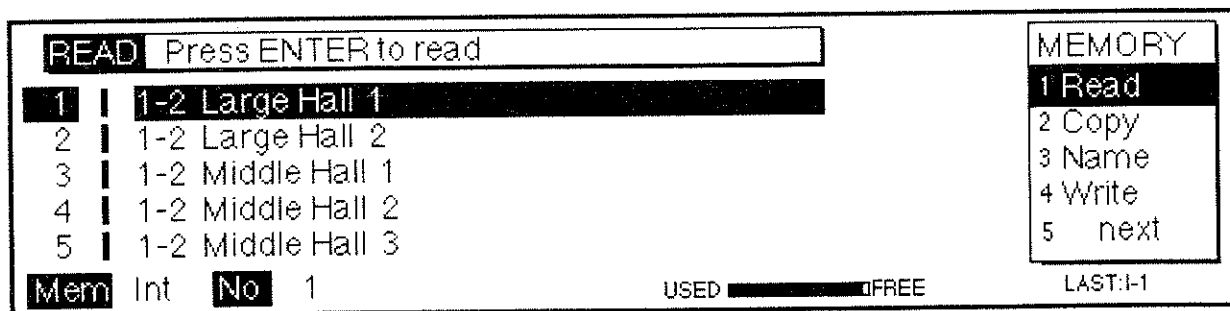 READ Press ENTER to read
1 1-2 Large Hall 1
2 1-2 Large Hall 2
3 1-2 Middle Hall 1
4 1-2 Middle Hall 2
5 1-2 Middle Hall 3
Mem Int No 1
USED FREE
MEMORY
1 Read
2 Copy
3 Name
4 Write
5 next
LAST:I-1